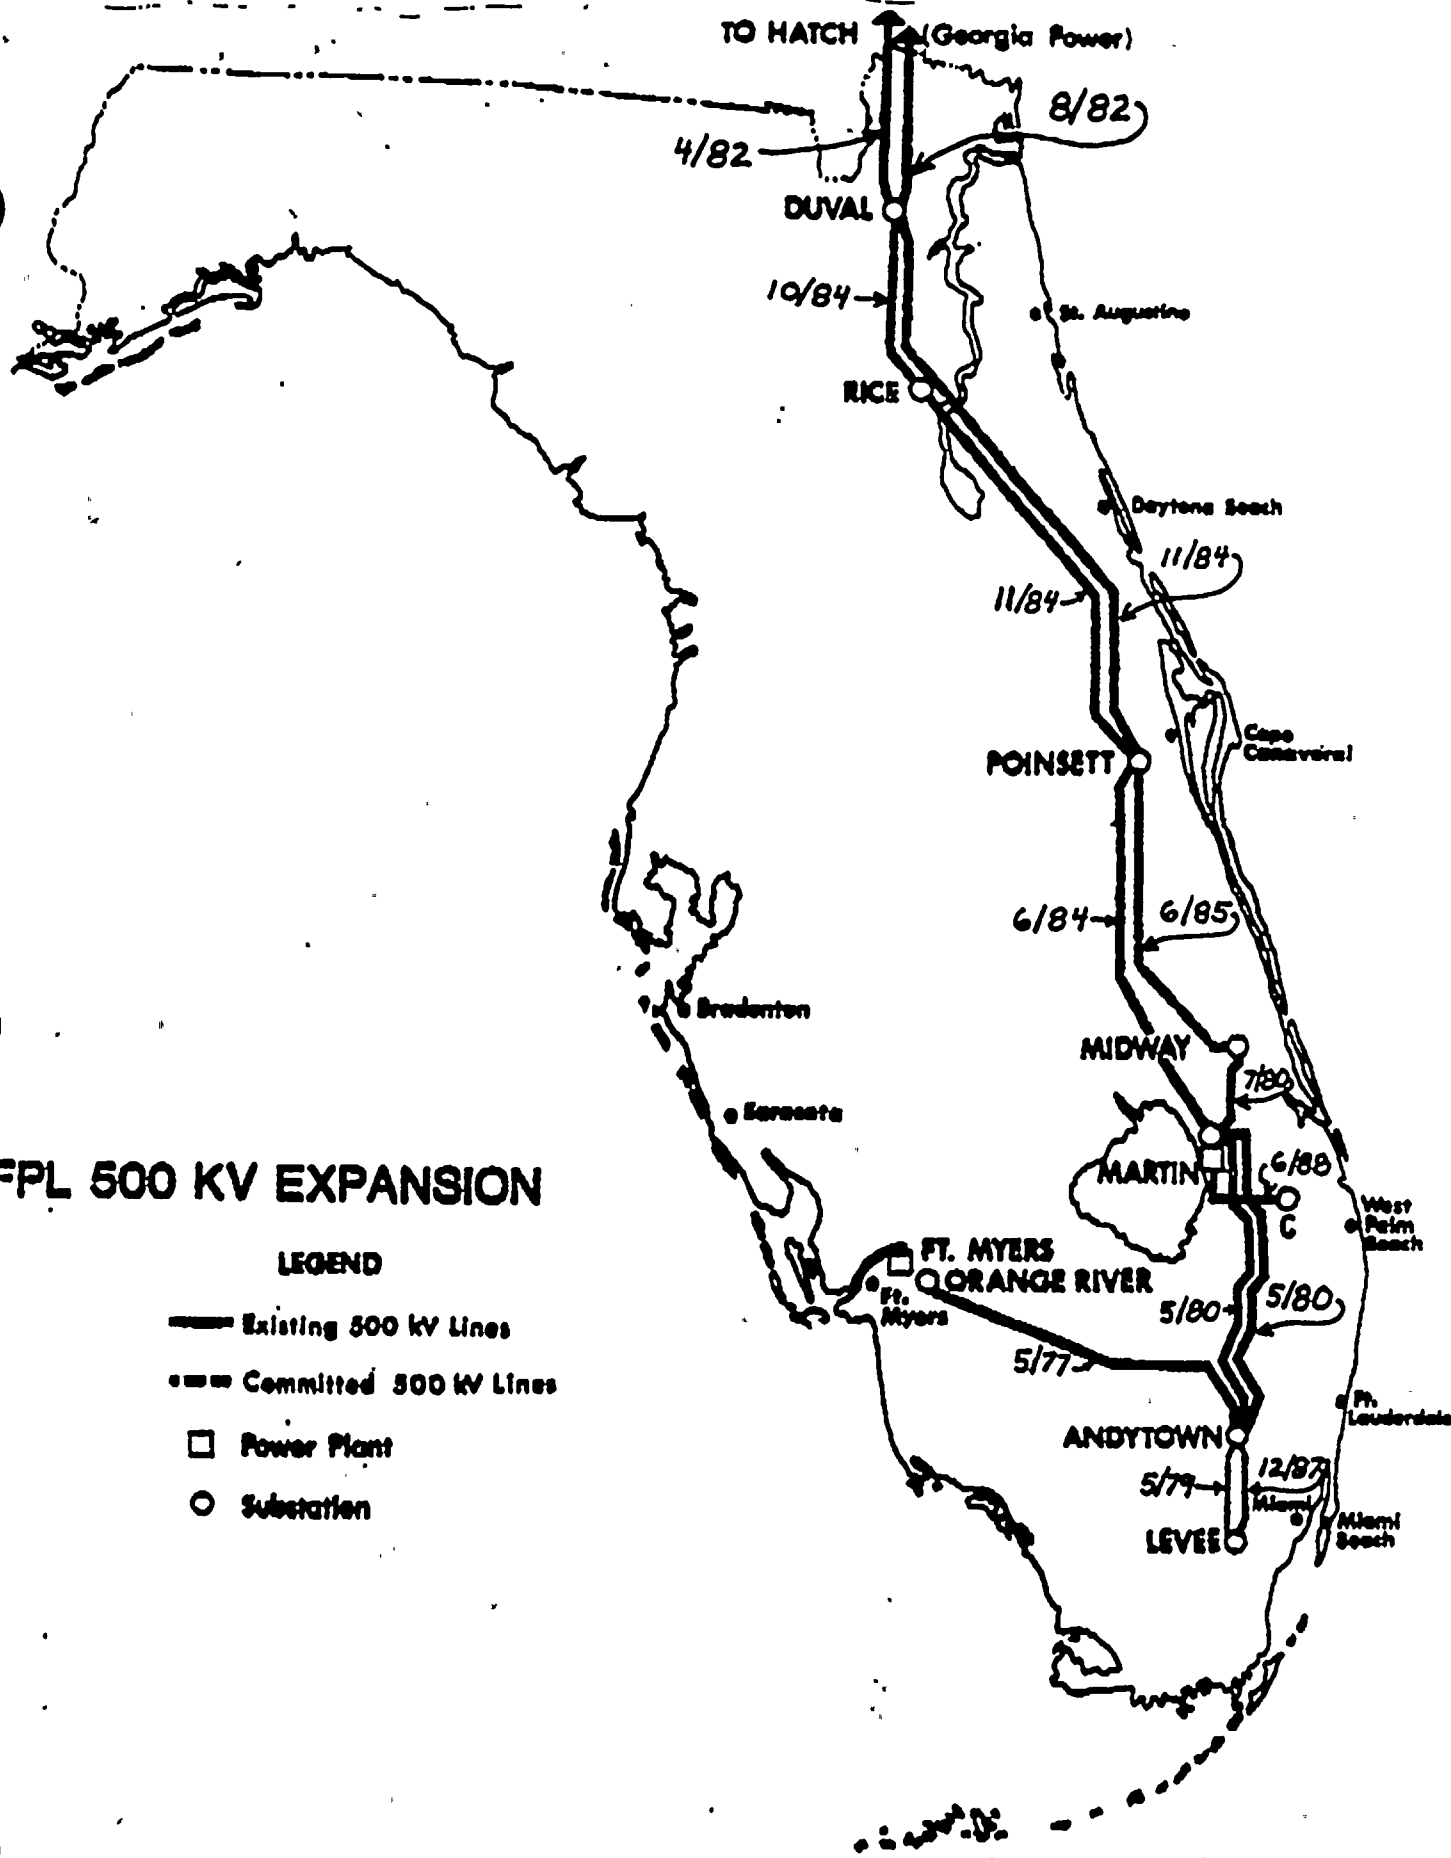 TO HATCH (Georgia Power)
8/82
4/82
DUVAL
10/84
St. Augustine
RICE
Daytona Beach
11/84
11/84
Cape
Canaveral
POINSETT
6/84
6/85
Bradenton
MIDWAY
7/80
Sarasota
MARTIN
6/88
C
West
Palm
Beach
FPL 500 KV EXPANSION
LEGEND
Existing 500 kV Lines
Committed 500 kV Lines
Power Plant
Substation
FT. MYERS
ORANGE RIVER
Ft.
Myers
5/80
5/80
5/77
Ft.
Lauderdale
ANDYTOWN
5/79
12/87
Miami
LEVEE
Miami
Beach